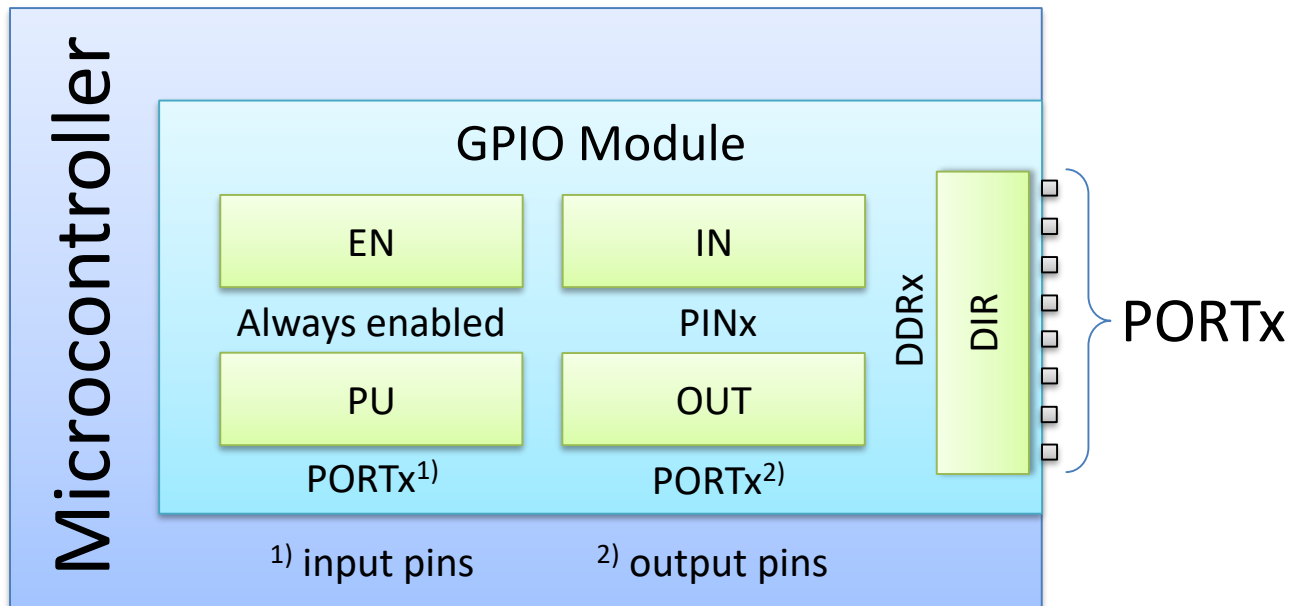 Microcontroller
GPIO Module
EN
IN
Always enabled
PINx
PU
OUT
PORTx1)
PORTx2)
DDRx
DIR
PORTx
1) input pins
2) output pins